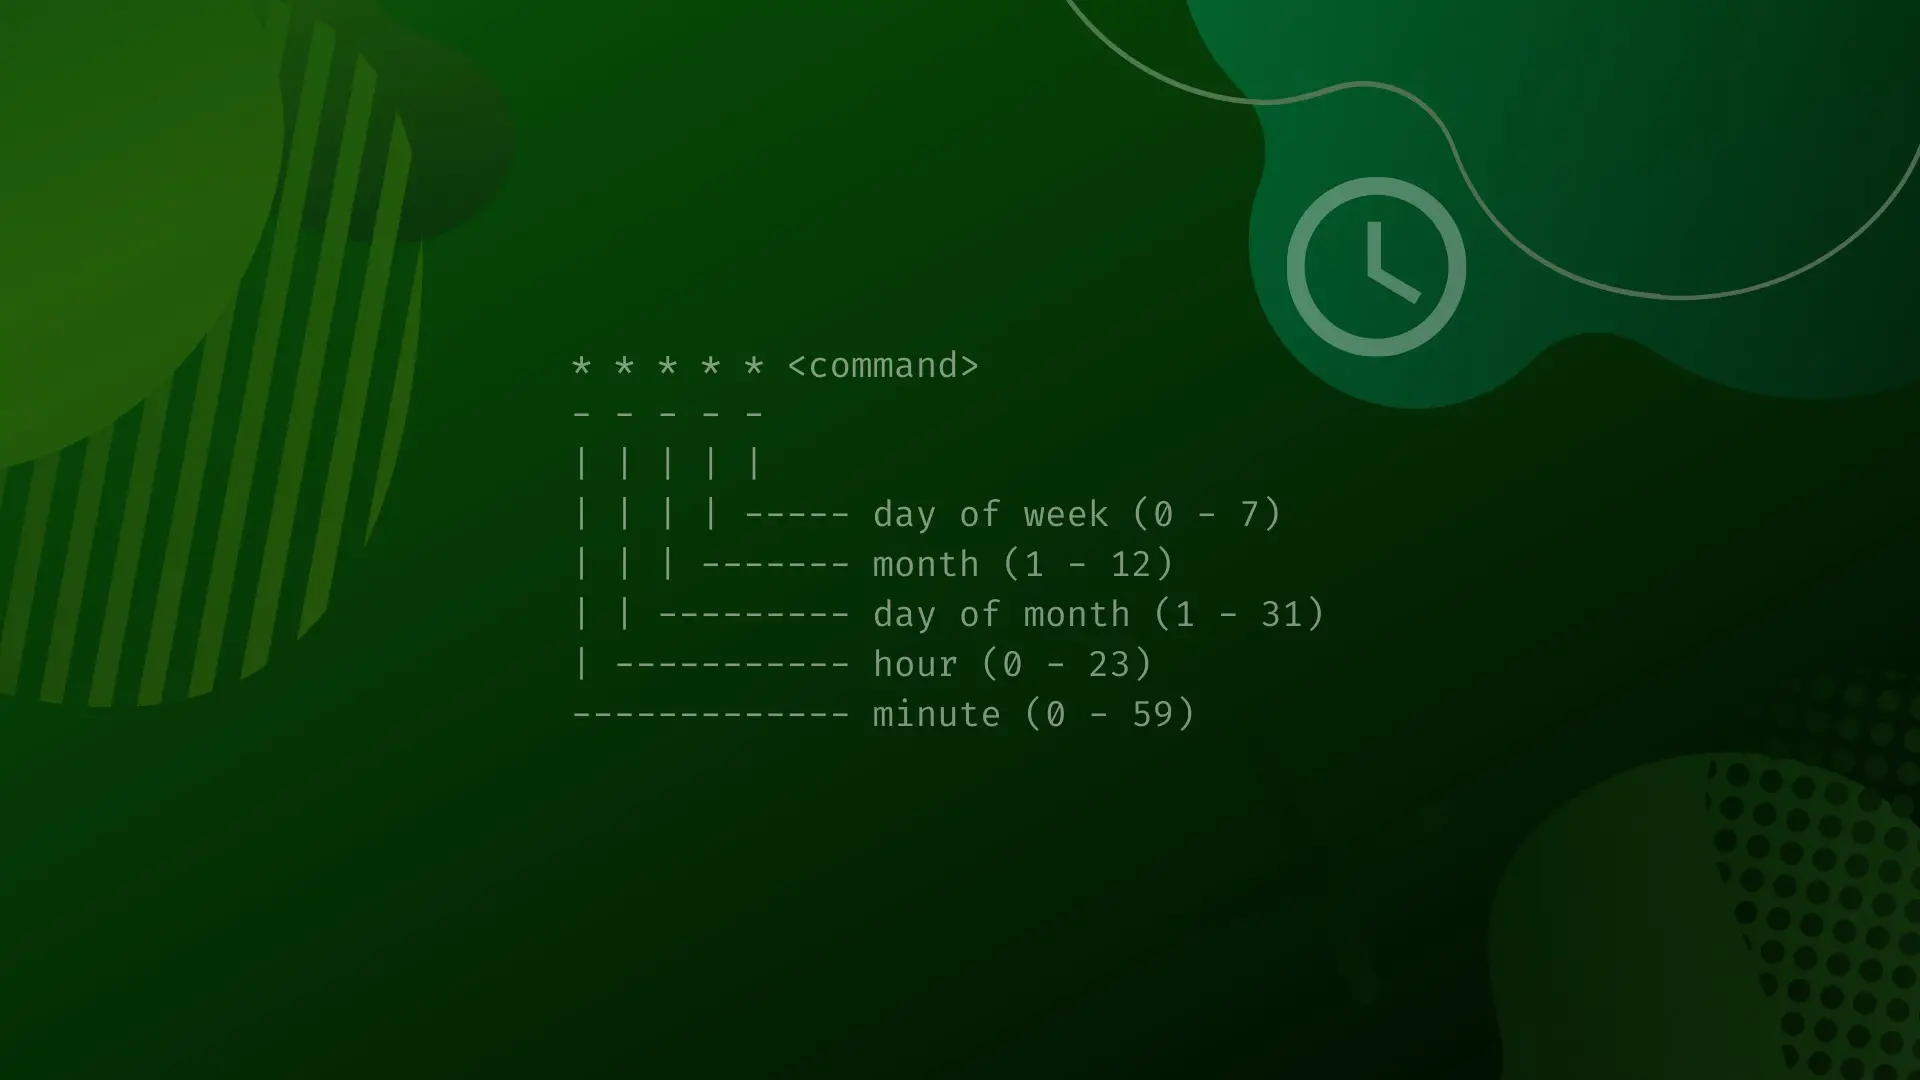 * * * * * <command>
- - - - -
| | | | |
| | | | ----- day of week (0 - 7)
| | | ------- month (1 - 12)
| | --------- day of month (1 - 31)
| ----------- hour (0 - 23)
------------- minute (0 - 59)